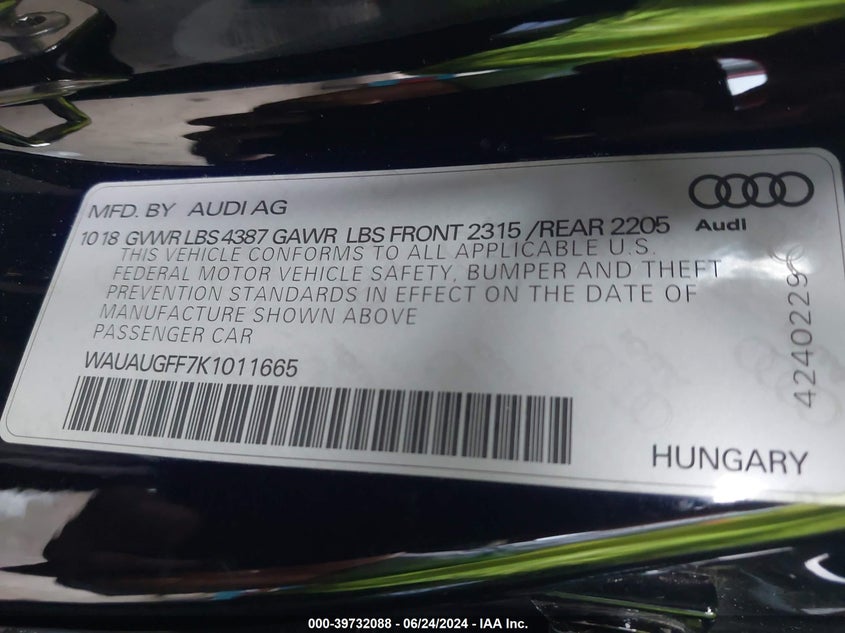 MFD. BY AUDI AG
Audi
10 18 GVWR LBS 4387 GAWR LBS FRONT 2315 / REAR 2205
THIS VEHICLE CONFORMS TO ALL APPLICABLE U.S.
FEDERAL MOTOR VEHICLE SAFETY, BUMPER AND THEFT
PREVENTION STANDARDS IN EFFECT ON THE DATE OF
MANUFACTURE SHOWN ABOVE
PASSENGER CAR
WAUAUGFF7K1011665
HUNGARY
000-39732088 - 06/24/2024 - IAA Inc.